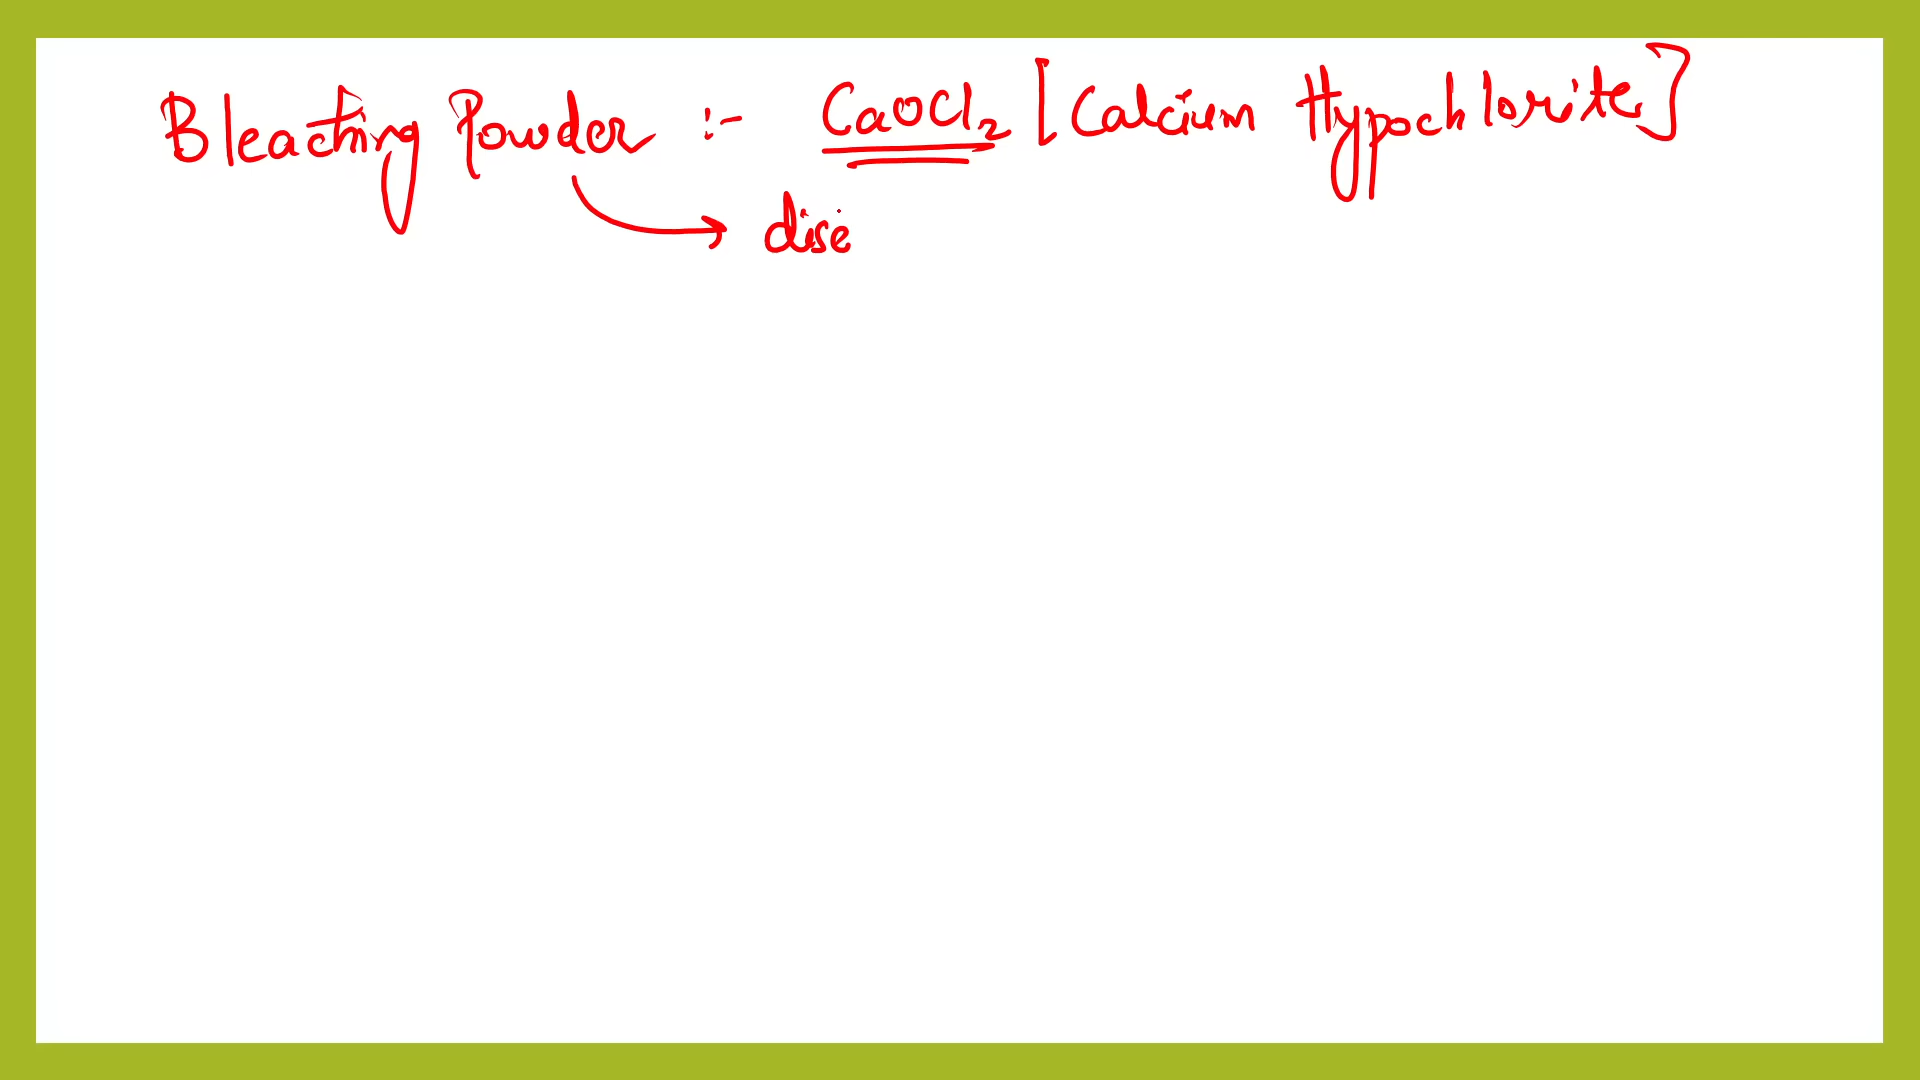 Bleaching Powder :- CaOCl₂ [Calcium Hypochlorite]
→ dise